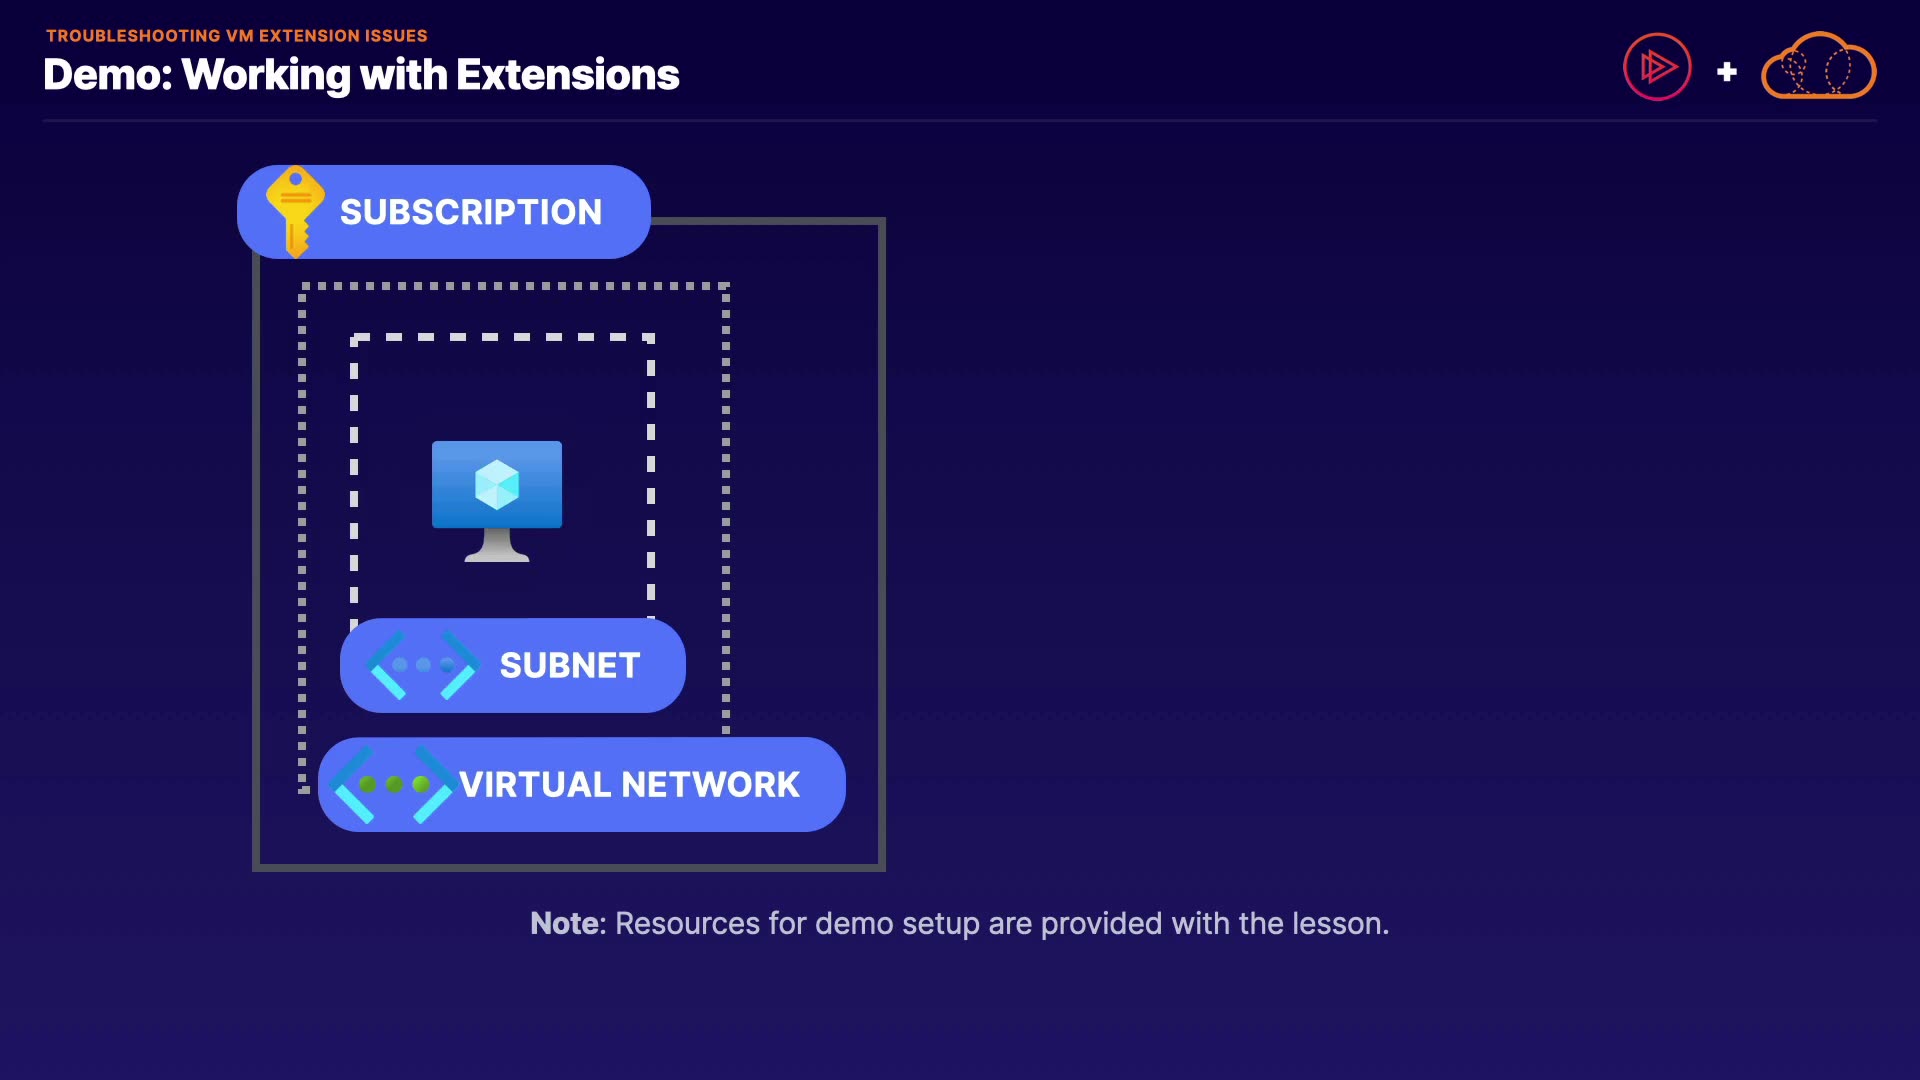 TROUBLESHOOTING VM EXTENSION ISSUES
Demo: Working with Extensions
SUBSCRIPTION
SUBNET
VIRTUAL NETWORK
Note: Resources for demo setup are provided with the lesson.